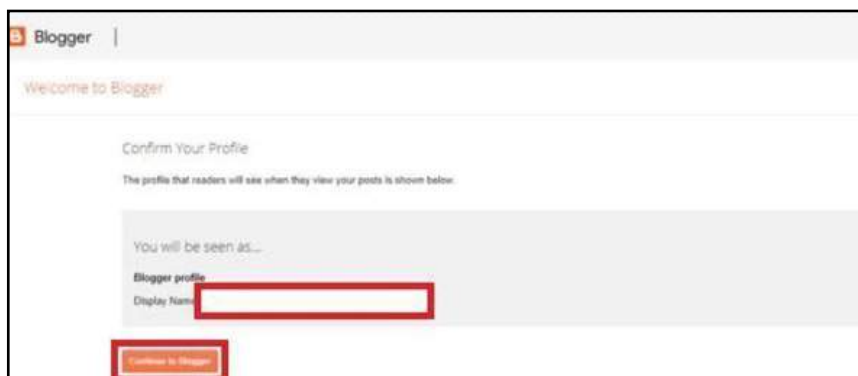 Blogger |
Welcome to Blogger
Confirm Your Profile
The profile that readers will see when they view your posts is shown below.
You will be seen as...
Blogger profile
Display Name
Continue to Blogger